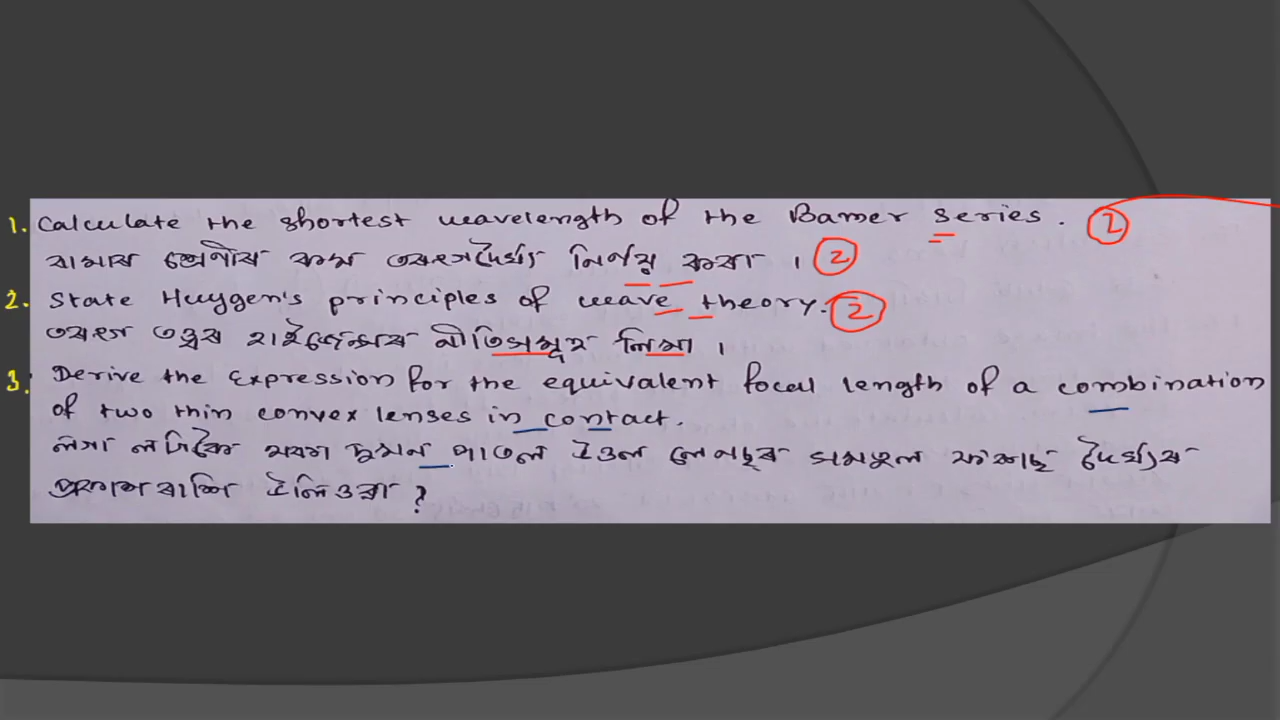 1. Calculate the shortest wavelength of the Bamer series. 2
বামাৰ শ্ৰেণীৰ কম তৰংগদৈৰ্ঘ্য নিৰ্ণয় কৰা । 2
2. State Huygen's principles of wave theory. 2
তৰংগ তত্ত্বৰ হাইজেন্সৰ নীতিসমূহ লিখা ।
3. Derive the expression for the equivalent focal length of a combination
of two thin convex lenses in contact.
লগা লগিকৈ থকা দুখন পাতল উত্তল লেন্সৰ সমতুল ফ'কাছ দৈৰ্ঘ্যৰ
প্ৰকাশ ৰাশি উলিওৱা ?